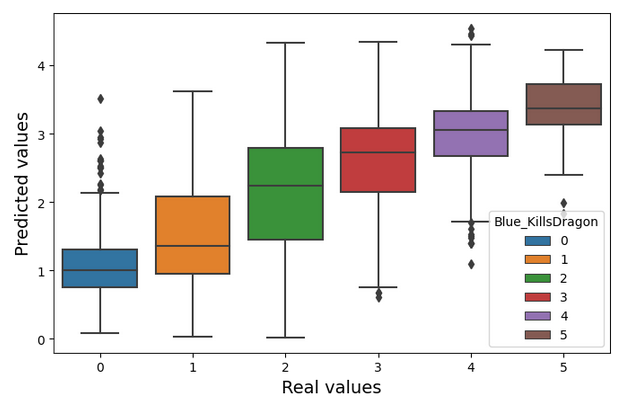 4
3
2
1
0
Predicted values
0 1 2 3 4 5
Real values
Blue_KillsDragon
0
1
2
3
4
5